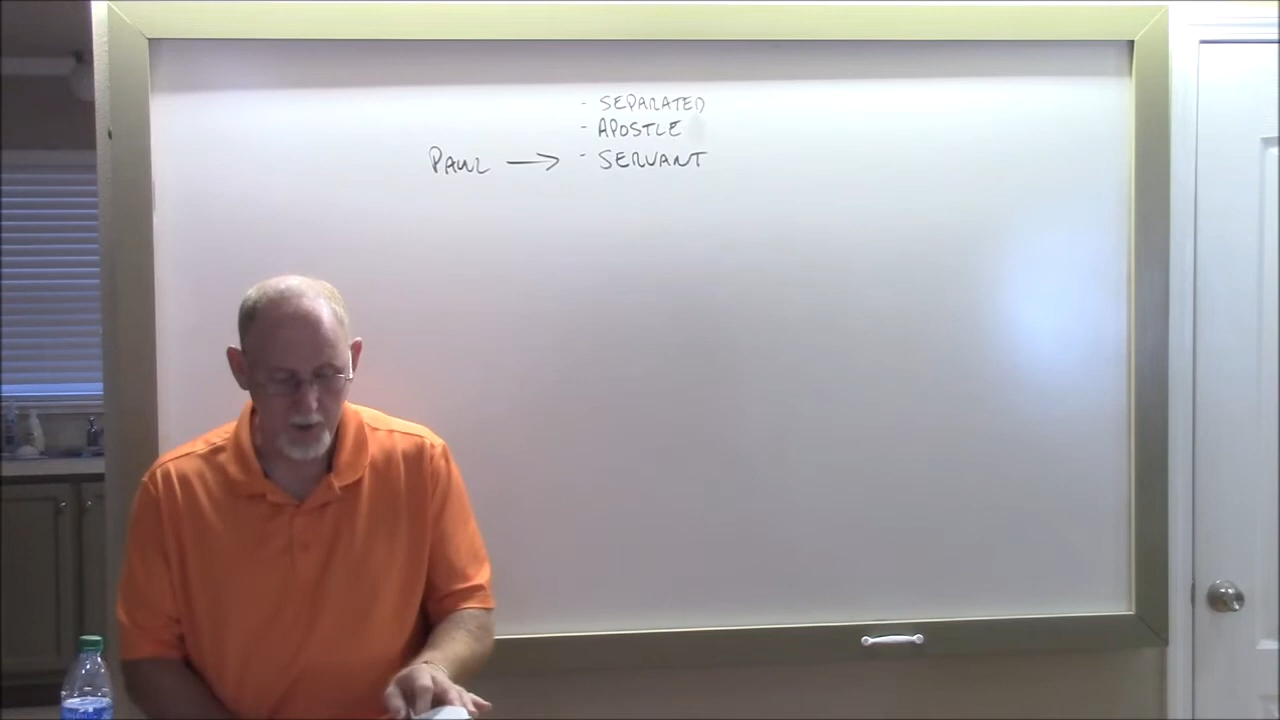 - SEPARATED
- APOSTLE
PAUL → - SERVANT